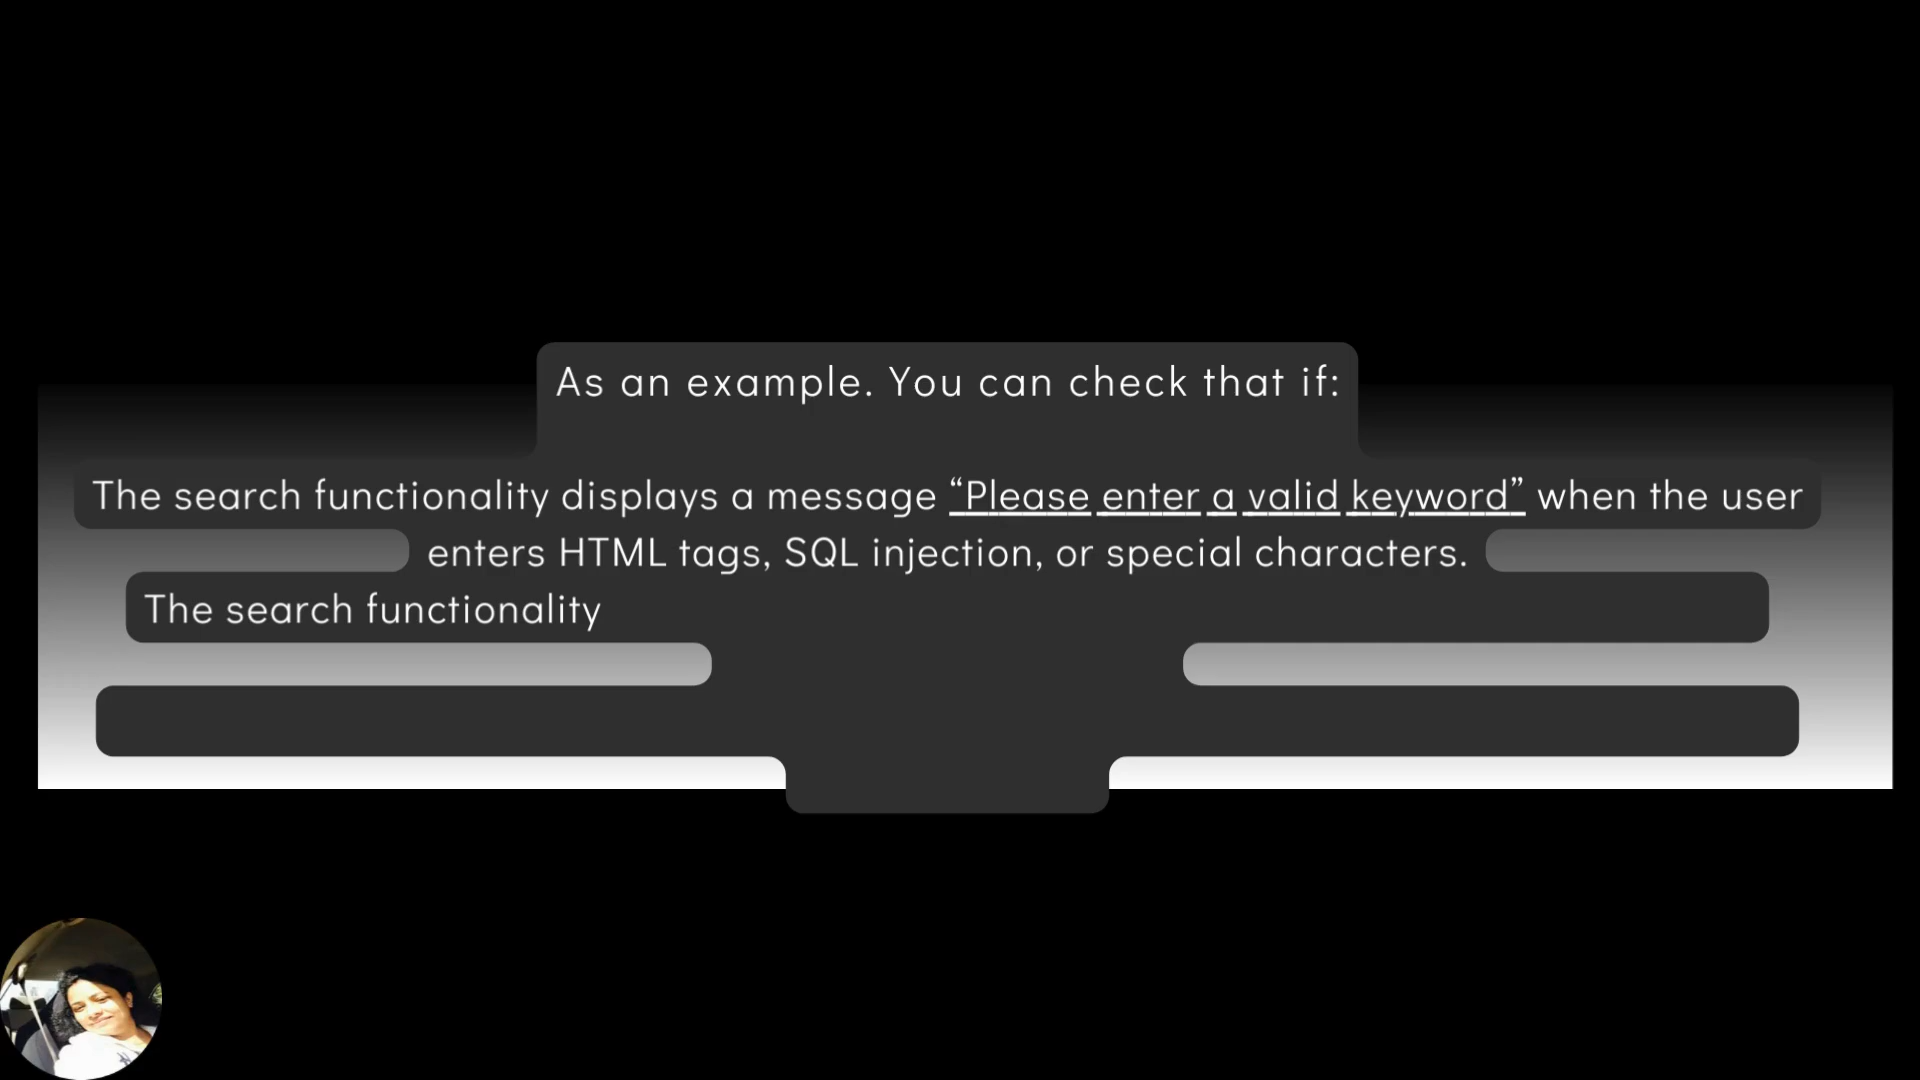 As an example. You can check that if:
The search functionality displays a message “Please enter a valid keyword” when the user
enters HTML tags, SQL injection, or special characters.
The search functionality